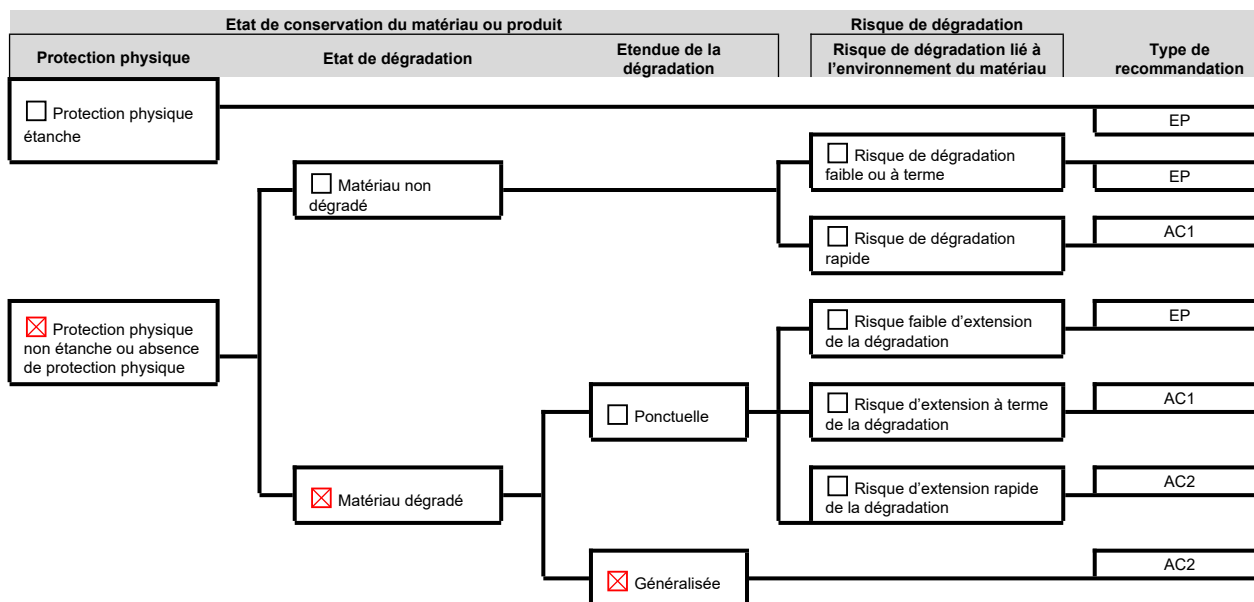 Etat de conservation du matériau ou produit
Risque de dégradation
Protection physique
Etat de dégradation
Etendue de la
dégradation
Risque de dégradation lié à
l'environnement du matériau
Type de
recommandation
Protection physique
étanche
EP
Matériau non
dégradé
Risque de dégradation
faible ou à terme
EP
Risque de dégradation
rapide
AC1
Protection physique
non étanche ou absence
de protection physique
Risque faible d'extension
de la dégradation
EP
Ponctuelle
Risque d'extension à terme
de la dégradation
AC1
Matériau dégradé
Risque d'extension rapide
de la dégradation
AC2
Généralisée
AC2